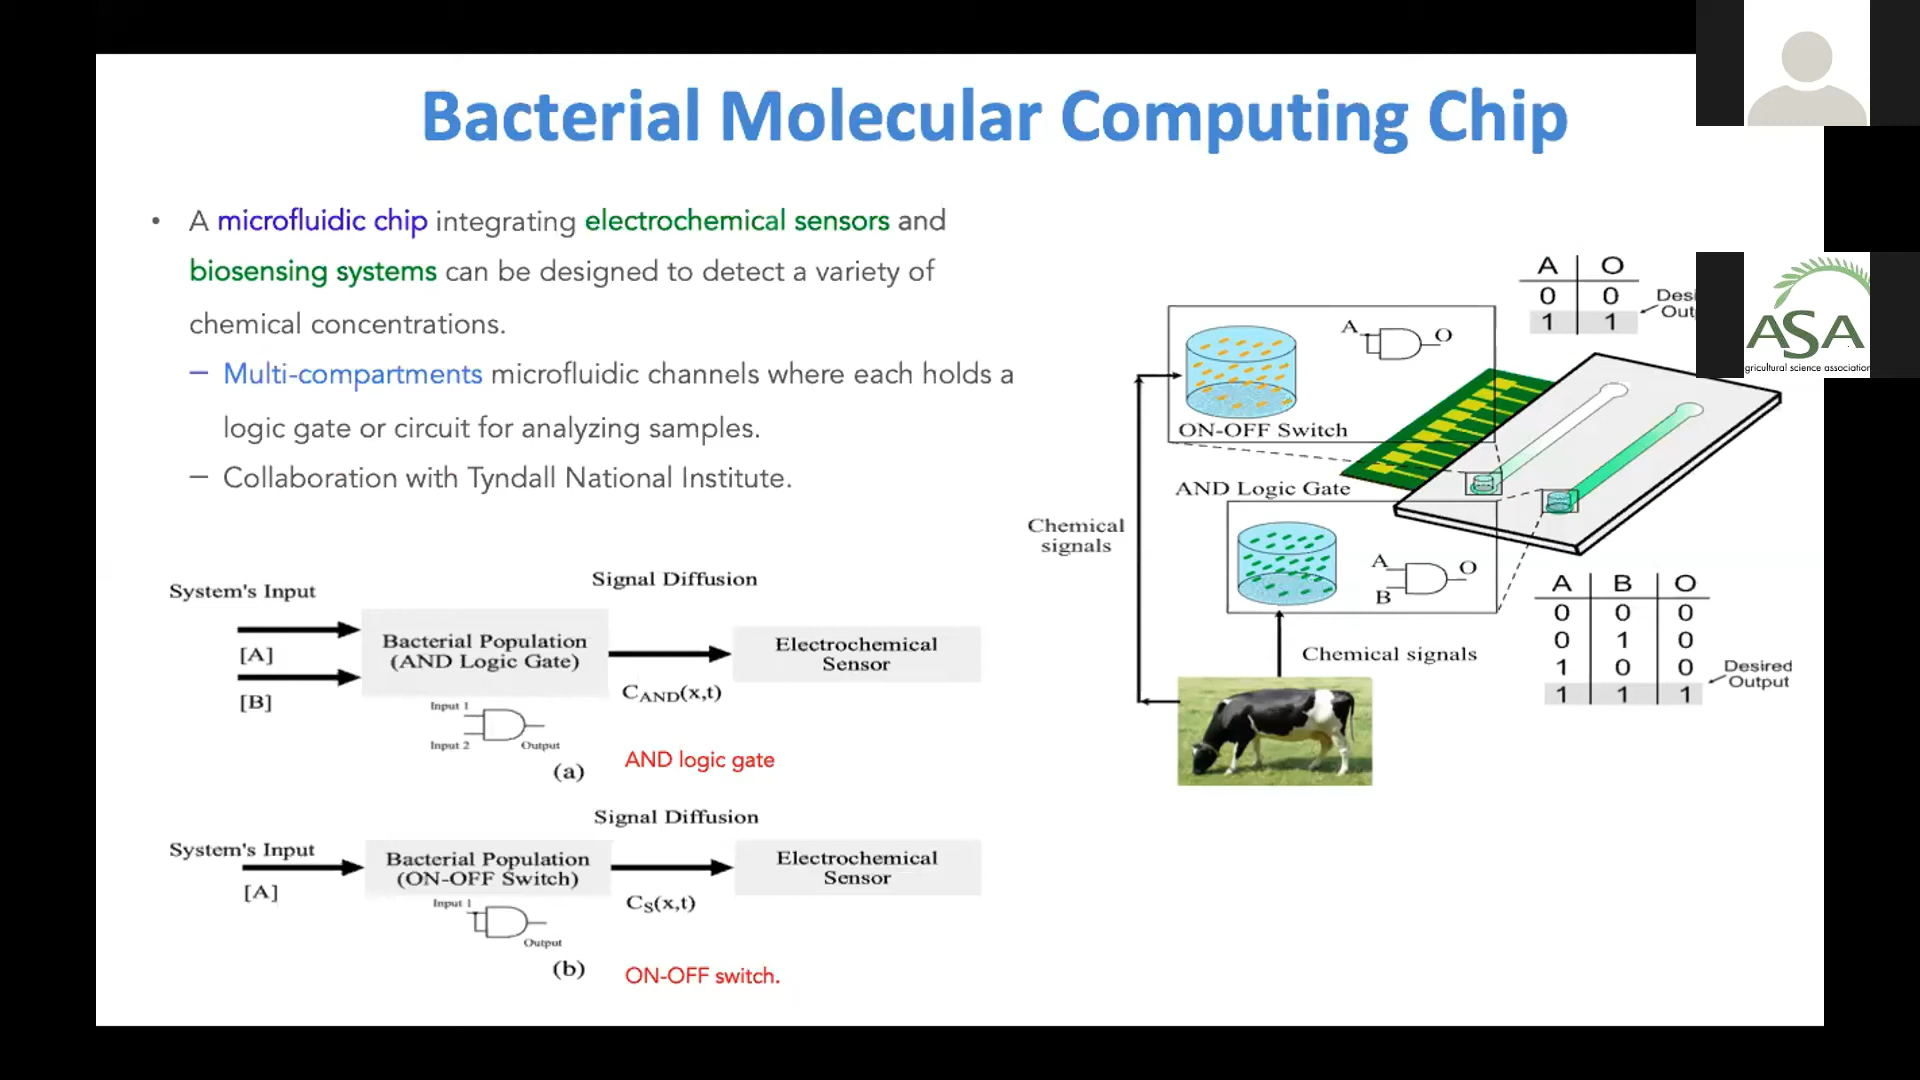 Bacterial Molecular Computing Chip
• A microfluidic chip integrating electrochemical sensors and
biosensing systems can be designed to detect a variety of
chemical concentrations.
– Multi-compartments microfluidic channels where each holds a
logic gate or circuit for analyzing samples.
– Collaboration with Tyndall National Institute.
System's Input
Signal Diffusion
[A]
[B]
Bacterial Population
(AND Logic Gate)
Electrochemical
Sensor
CAND(x,t)
Input 1
Input 2
Output
(a)
AND logic gate
System's Input
Signal Diffusion
[A]
Bacterial Population
(ON-OFF Switch)
Electrochemical
Sensor
CS(x,t)
Input 1
Output
(b)
ON-OFF switch.
A O
0 0
1 1
A
O
ON-OFF Switch
AND Logic Gate
Chemical
signals
A
B
O
Chemical signals
A B O
0 0 0
0 1 0
1 0 0
1 1 1
Desired
Output
ASA
gricultural science association